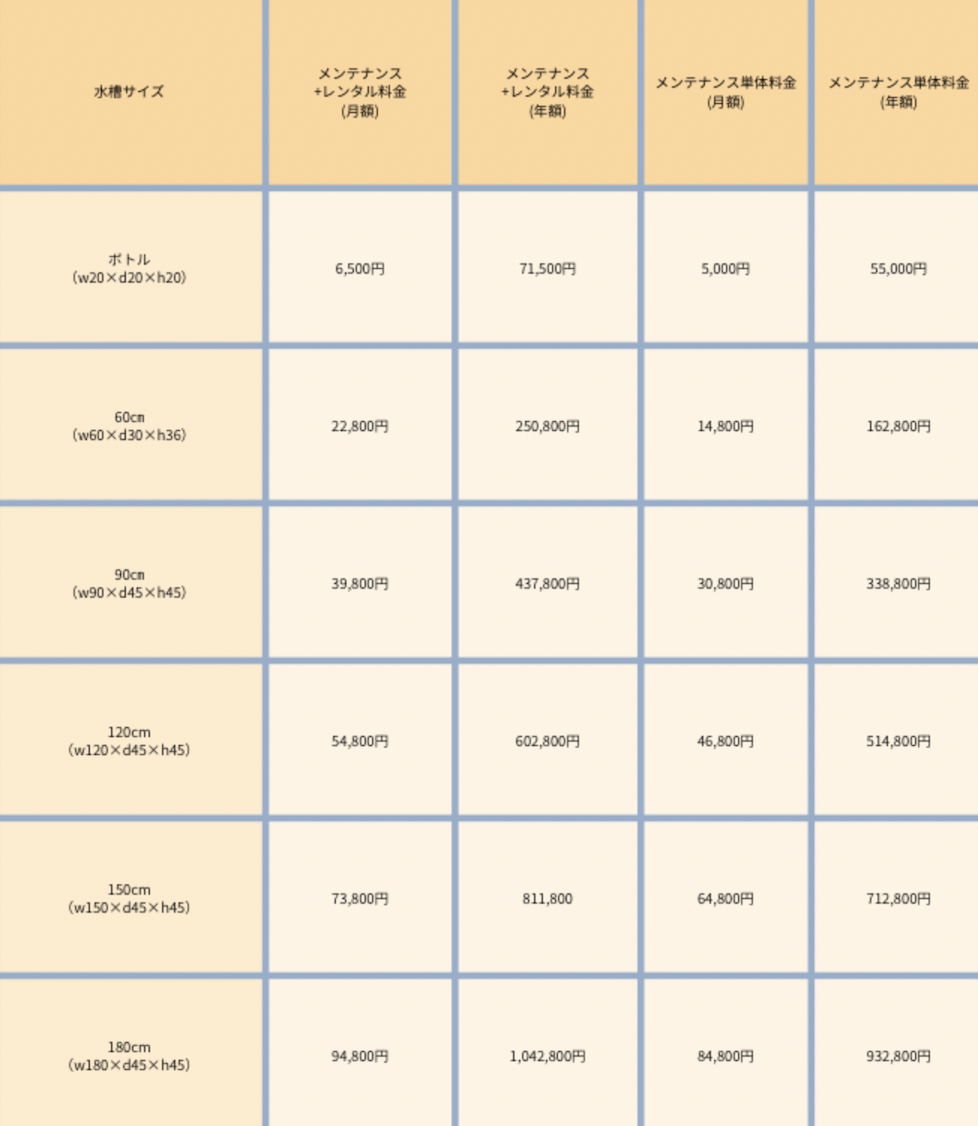 水槽サイズ
メンテナンス
+レンタル料金
(月額)
メンテナンス
+レンタル料金
(年額)
メンテナンス単体料金
(月額)
メンテナンス単体料金
(年額)
ボトル
（w20×d20×h20）
6,500円
71,500円
5,000円
55,000円
60㎝
（w60×d30×h36）
22,800円
250,800円
14,800円
162,800円
90㎝
（w90×d45×h45）
39,800円
437,800円
30,800円
338,800円
120cm
（w120×d45×h45）
54,800円
602,800円
46,800円
514,800円
150cm
（w150×d45×h45）
73,800円
811,800
64,800円
712,800円
180cm
（w180×d45×h45）
94,800円
1,042,800円
84,800円
932,800円